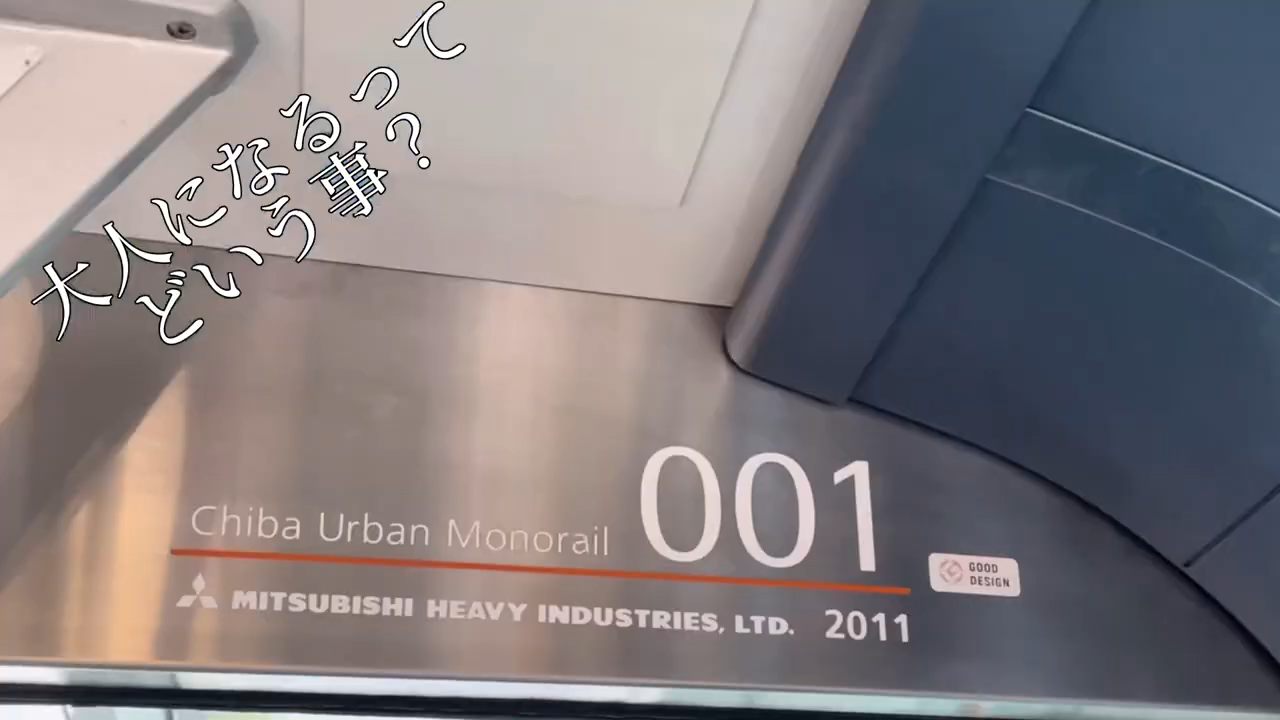 大人になるって
どういう事?
Chiba Urban Monorail 001
GOOD
DESIGN
MITSUBISHI HEAVY INDUSTRIES, LTD. 2011